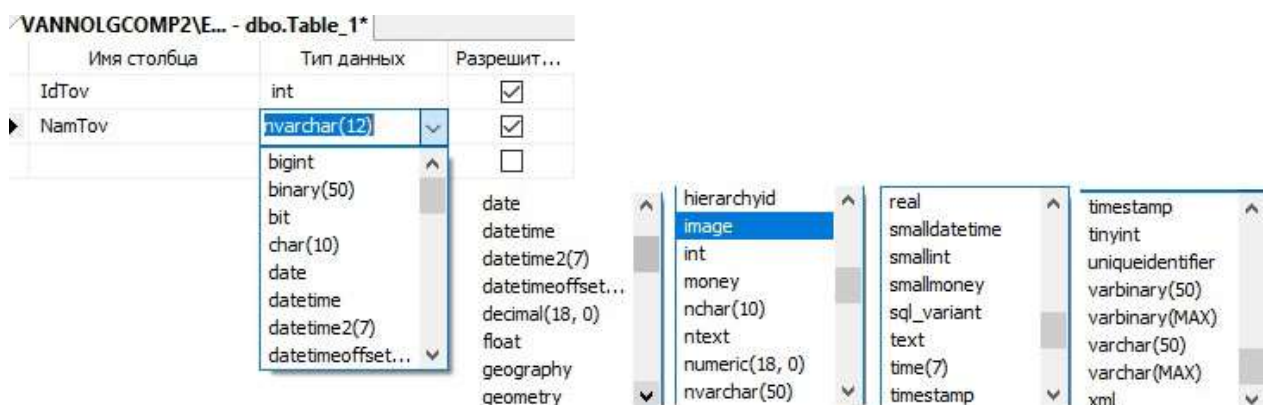 VANNOLGCOMP2\E... - dbo.Table_1*
Имя столбца Тип данных Разрешит...
IdTov int
NamTov nvarchar(12)
bigint
binary(50)
bit
char(10)
date
datetime
datetime2(7)
datetimeoffset...
date
datetime
datetime2(7)
datetimeoffset...
decimal(18, 0)
float
geography
geometry
hierarchyid
image
int
money
nchar(10)
ntext
numeric(18, 0)
nvarchar(50)
real
smalldatetime
smallint
smallmoney
sql_variant
text
time(7)
timestamp
timestamp
tinyint
uniqueidentifier
varbinary(50)
varbinary(MAX)
varchar(50)
varchar(MAX)
xml